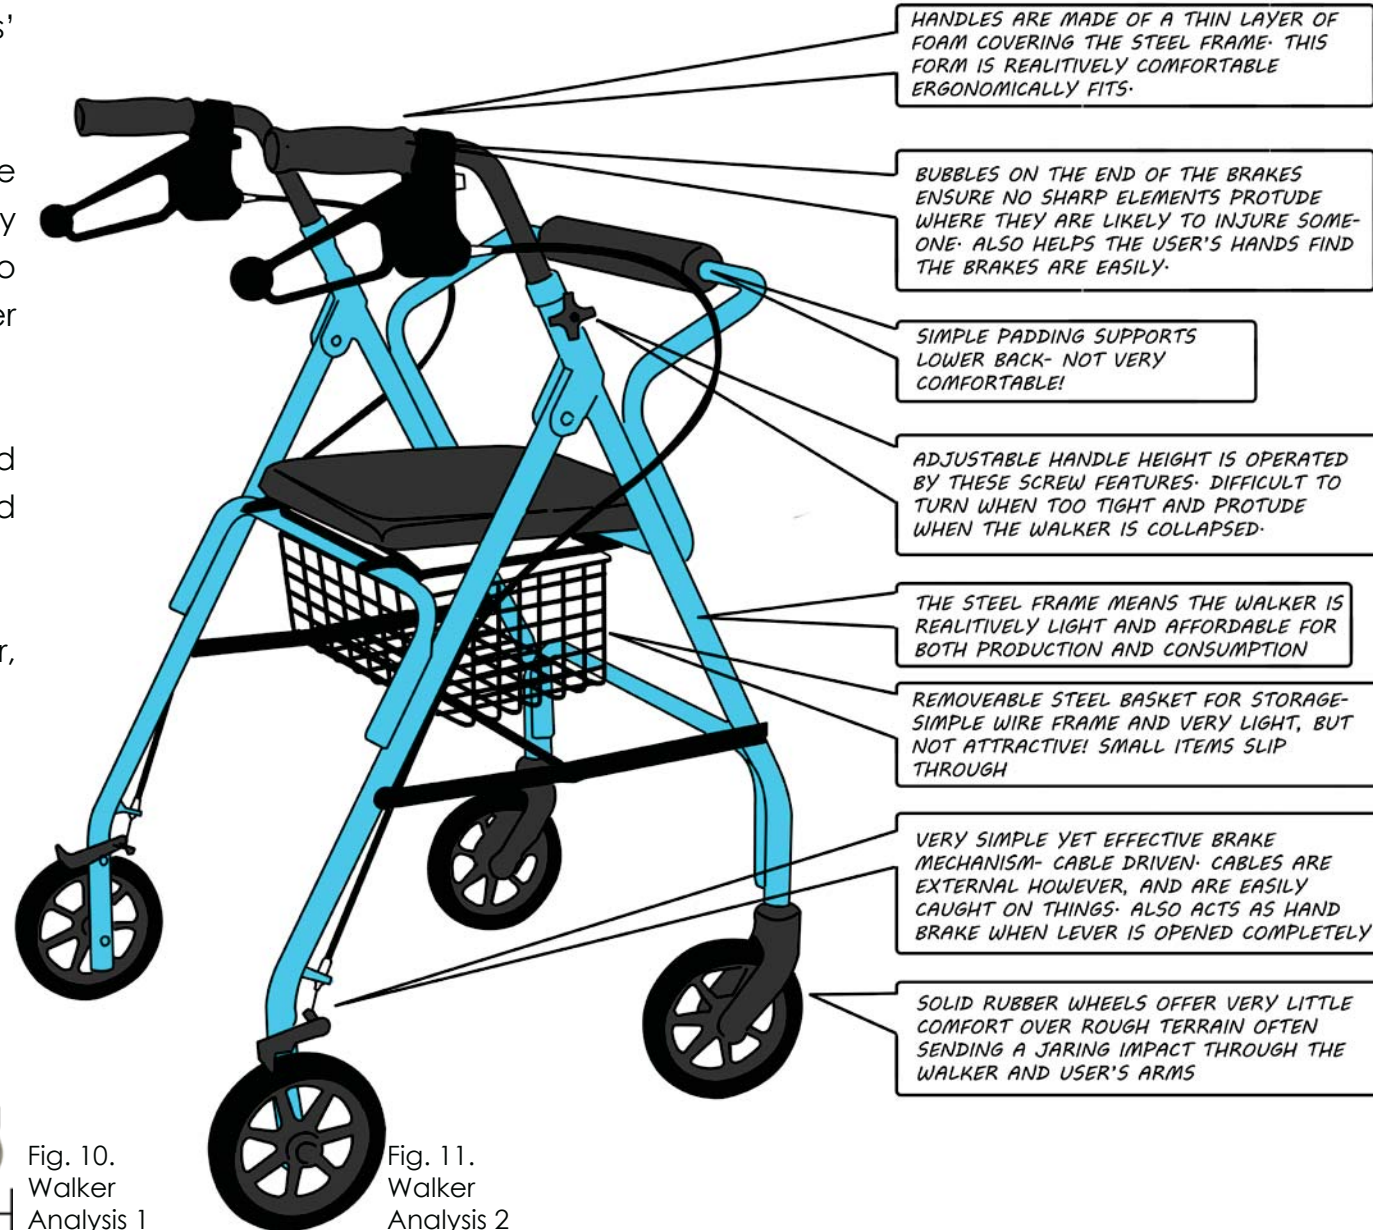 s'
e
y
o
er
d
d
r,
HANDLES ARE MADE OF A THIN LAYER OF
FOAM COVERING THE STEEL FRAME. THIS
FORM IS REALITIVELY COMFORTABLE
ERGONOMICALLY FITS.
BUBBLES ON THE END OF THE BRAKES
ENSURE NO SHARP ELEMENTS PROTUDE
WHERE THEY ARE LIKELY TO INJURE SOME-
ONE. ALSO HELPS THE USER'S HANDS FIND
THE BRAKES ARE EASILY.
SIMPLE PADDING SUPPORTS
LOWER BACK- NOT VERY
COMFORTABLE!
ADJUSTABLE HANDLE HEIGHT IS OPERATED
BY THESE SCREW FEATURES. DIFFICULT TO
TURN WHEN TOO TIGHT AND PROTUDE
WHEN THE WALKER IS COLLAPSED.
THE STEEL FRAME MEANS THE WALKER IS
REALITIVELY LIGHT AND AFFORDABLE FOR
BOTH PRODUCTION AND CONSUMPTION
REMOVEABLE STEEL BASKET FOR STORAGE-
SIMPLE WIRE FRAME AND VERY LIGHT, BUT
NOT ATTRACTIVE! SMALL ITEMS SLIP
THROUGH
VERY SIMPLE YET EFFECTIVE BRAKE
MECHANISM- CABLE DRIVEN. CABLES ARE
EXTERNAL HOWEVER, AND ARE EASILY
CAUGHT ON THINGS. ALSO ACTS AS HAND
BRAKE WHEN LEVER IS OPENED COMPLETELY
SOLID RUBBER WHEELS OFFER VERY LITTLE
COMFORT OVER ROUGH TERRAIN OFTEN
SENDING A JARING IMPACT THROUGH THE
WALKER AND USER'S ARMS
Fig. 10.
Walker
Analysis 1
Fig. 11.
Walker
Analysis 2